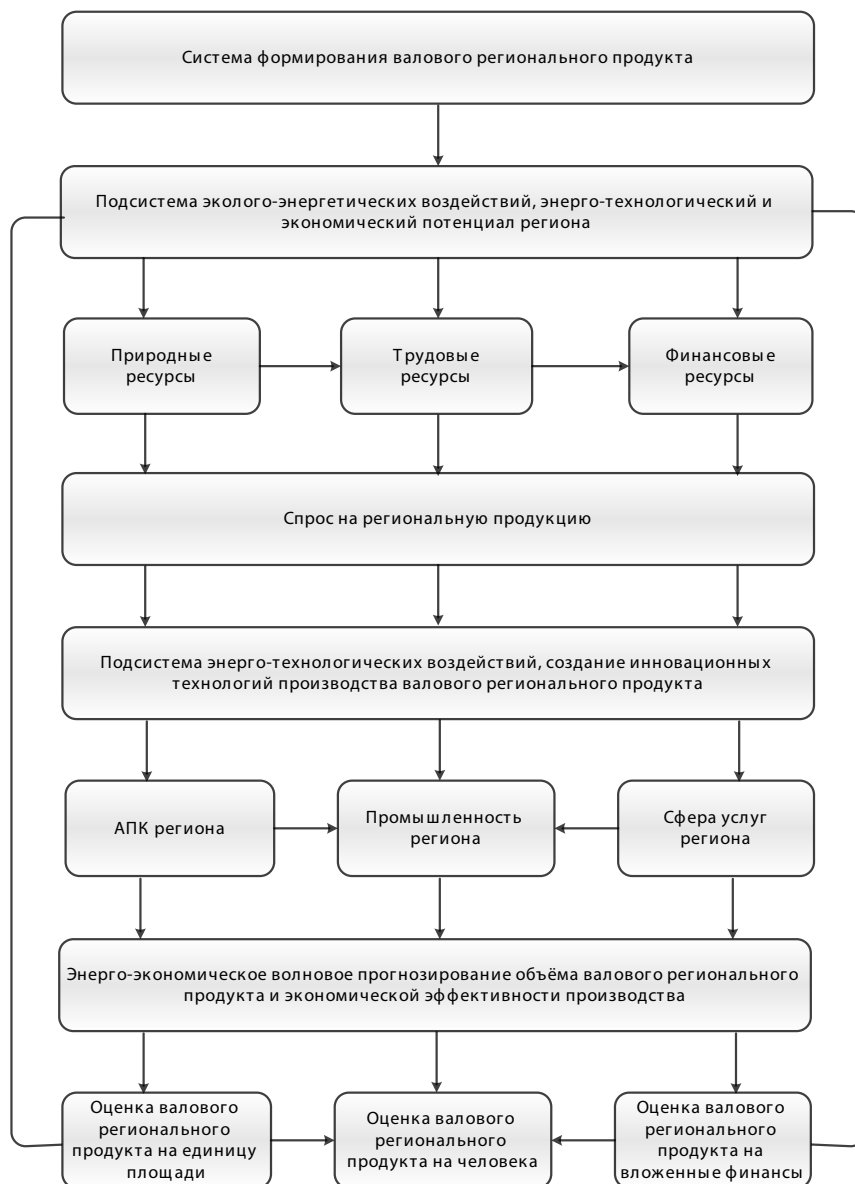 Система формирования валового регионального продукта
Подсистема эколого-энергетических воздействий, энерго-технологический и
экономический потенциал региона
Природные
ресурсы
Трудовые
ресурсы
Финансовые
ресурсы
Спрос на региональную продукцию
Подсистема энерго-технологических воздействий, создание инновационных
технологий производства валового регионального продукта
АПК региона
Промышленность
региона
Сфера услуг
региона
Энерго-экономическое волновое прогнозирование объёма валового регионального
продукта и экономической эффективности производства
Оценка валового
регионального
продукта на единицу
площади
Оценка валового
регионального
продукта на человека
Оценка валового
регионального
продукта на
вложенные финансы